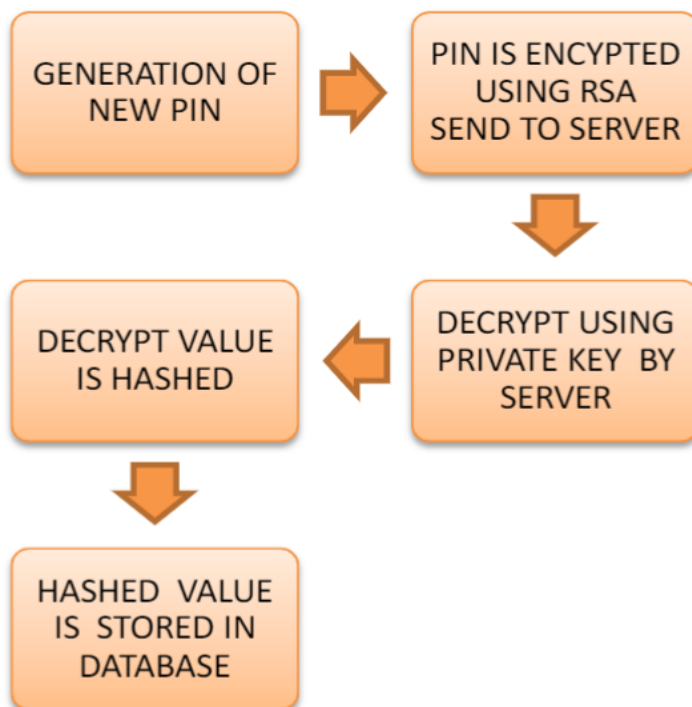 GENERATION OF
NEW PIN
PIN IS ENCYPTED
USING RSA
SEND TO SERVER
DECRYPT USING
PRIVATE KEY BY
SERVER
DECRYPT VALUE
IS HASHED
HASHED VALUE
IS STORED IN
DATABASE